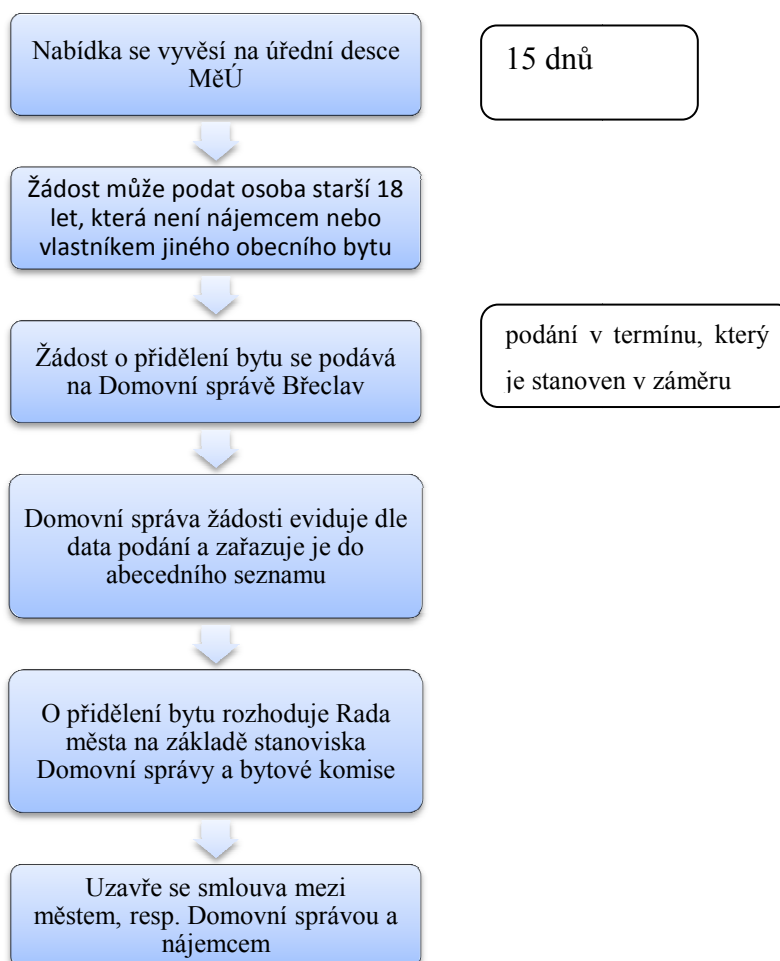 Nabídka se vyvěsí na úřední desce
MěÚ
15 dnů
Žádost může podat osoba starší 18
let, která není nájemcem nebo
vlastníkem jiného obecního bytu
Žádost o přidělení bytu se podává
na Domovní správě Břeclav
podání v termínu, který
je stanoven v záměru
Domovní správa žádosti eviduje dle
data podání a zařazuje je do
abecedního seznamu
O přidělení bytu rozhoduje Rada
města na základě stanoviska
Domovní správy a bytové komise
Uzavře se smlouva mezi
městem, resp. Domovní správou a
nájemcem